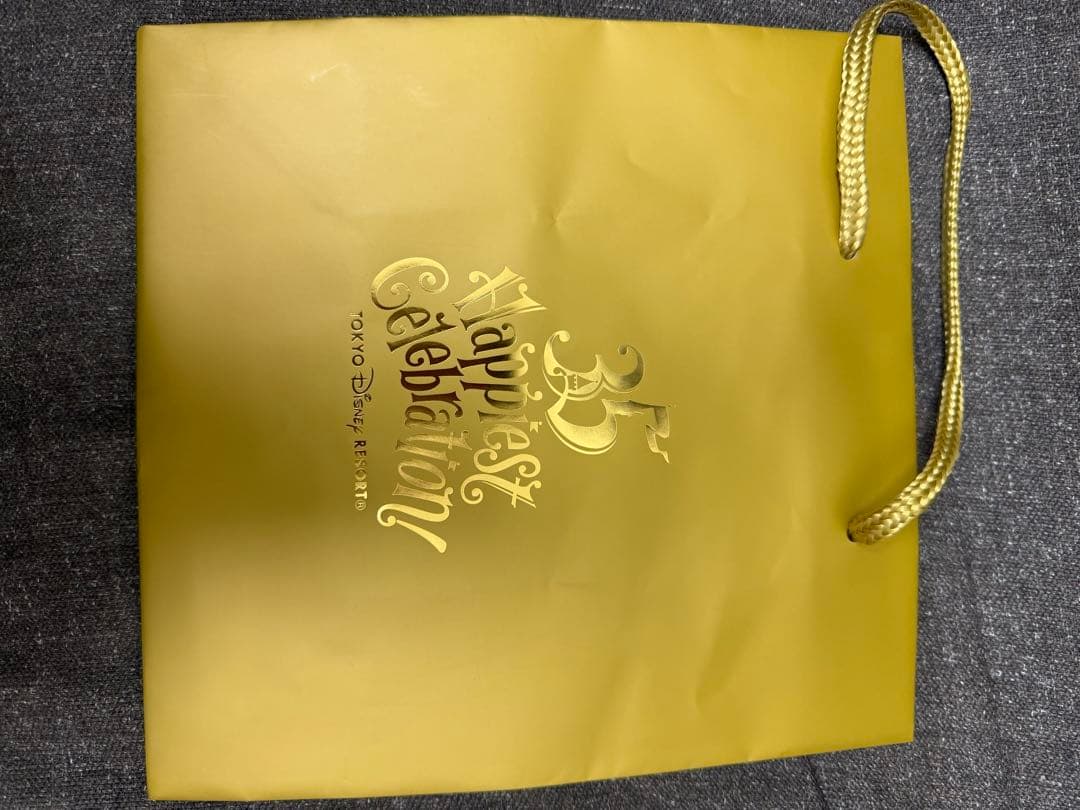 35
Happiest
Celebration!
TOKYO DISNEY RESORT®